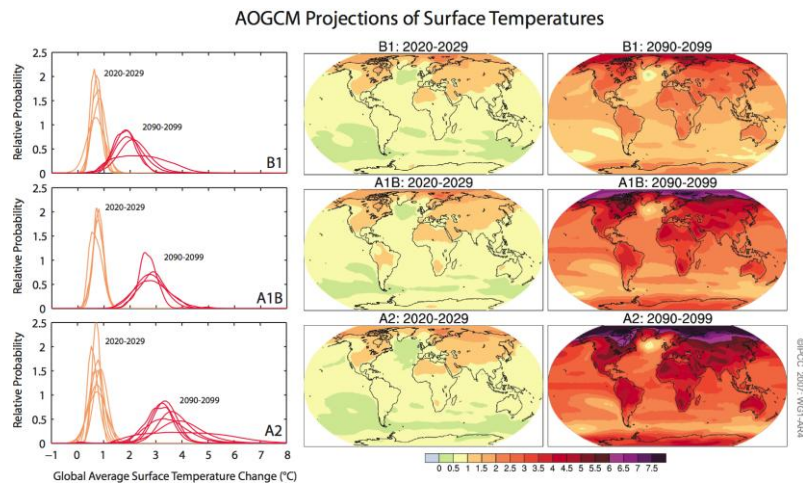 AOGCM Projections of Surface Temperatures
2.5
2
1.5
1
0.5
0
Relative Probability
2020-2029
2090-2099
B1
2.5
2
1.5
1
0.5
0
Relative Probability
2020-2029
2090-2099
A1B
2.5
2
1.5
1
0.5
0
Relative Probability
2020-2029
2090-2099
A2
-1 0 1 2 3 4 5 6 7 8
Global Average Surface Temperature Change (°C)
B1: 2020-2029
B1: 2090-2099
A1B: 2020-2029
A1B: 2090-2099
A2: 2020-2029
A2: 2090-2099
0 0.5 1 1.5 2 2.5 3 3.5 4 4.5 5 5.5 6 6.5 7 7.5
(°C)
©IPCC 2007: WG1-AR4